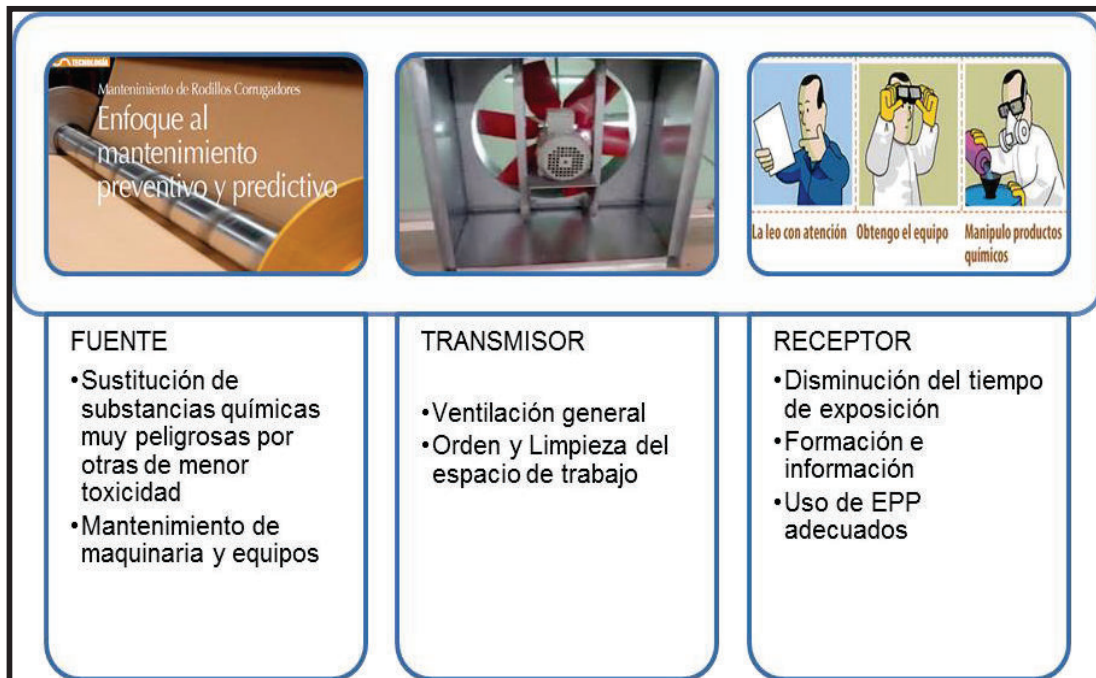 TECNOLOGÍA
Mantenimiento de Rodillos Corrugadores
Enfoque al
mantenimiento
preventivo y predictivo
La leo con atención
Obtengo el equipo
Manipulo productos
químicos
FUENTE
•Sustitución de
substancias químicas
muy peligrosas por
otras de menor
toxicidad
•Mantenimiento de
maquinaria y equipos
TRANSMISOR
•Ventilación general
•Orden y Limpieza del
espacio de trabajo
RECEPTOR
•Disminución del tiempo
de exposición
•Formación e
información
•Uso de EPP
adecuados